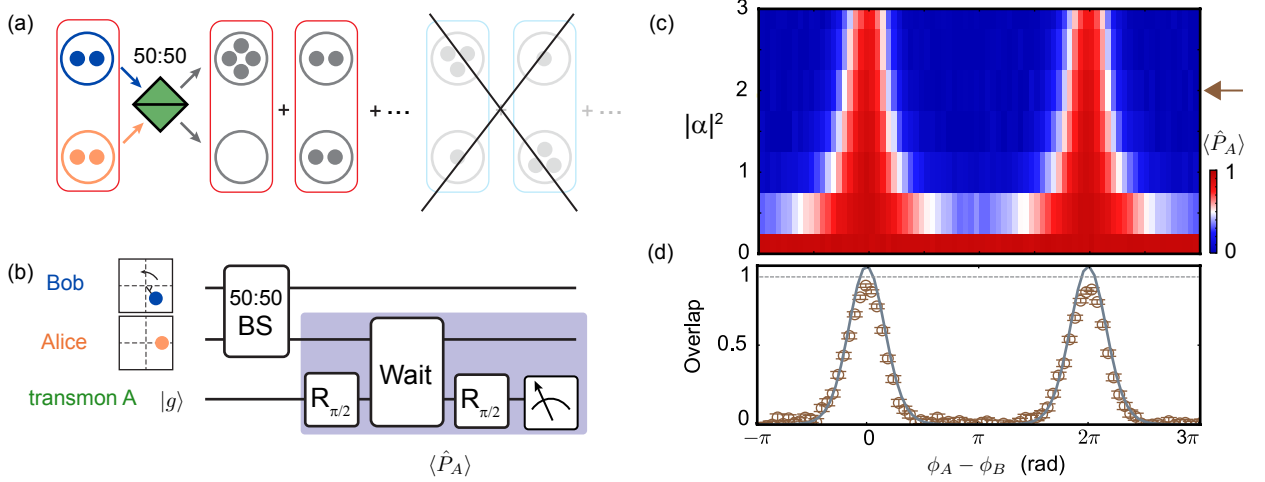 (a)
50:50
+
+ ...
+
+ ...
(b)
Bob
Alice
transmon A
|g⟩
50:50
BS
R_{π/2}
Wait
R_{π/2}
⟨P̂_A⟩
(c)
3
2
1
0
|α|²
⟨P̂_A⟩
1
0
(d)
1
0.5
0
Overlap
−π
0
π
2π
3π
ϕ_A − ϕ_B (rad)